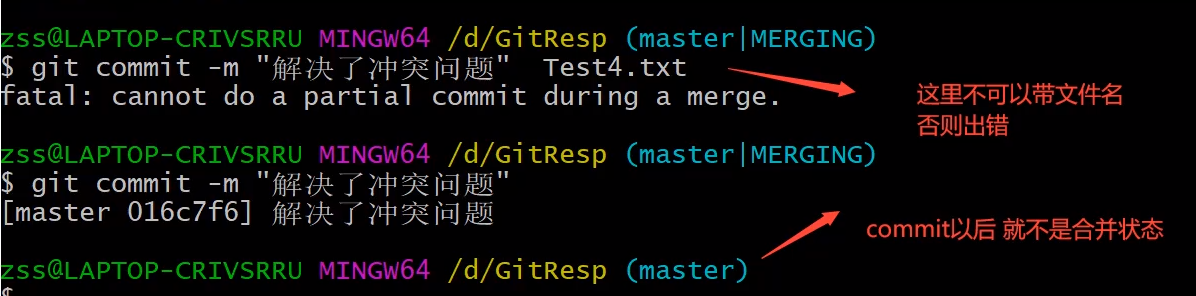 zss@LAPTOP-CRIVSRRU MINGW64 /d/GitResp (master|MERGING)
$ git commit -m "解决了冲突问题"  Test4.txt
fatal: cannot do a partial commit during a merge.
这里不可以带文件名
否则出错
zss@LAPTOP-CRIVSRRU MINGW64 /d/GitResp (master|MERGING)
$ git commit -m "解决了冲突问题"
[master 016c7f6] 解决了冲突问题
commit以后 就不是合并状态
zss@LAPTOP-CRIVSRRU MINGW64 /d/GitResp (master)
$